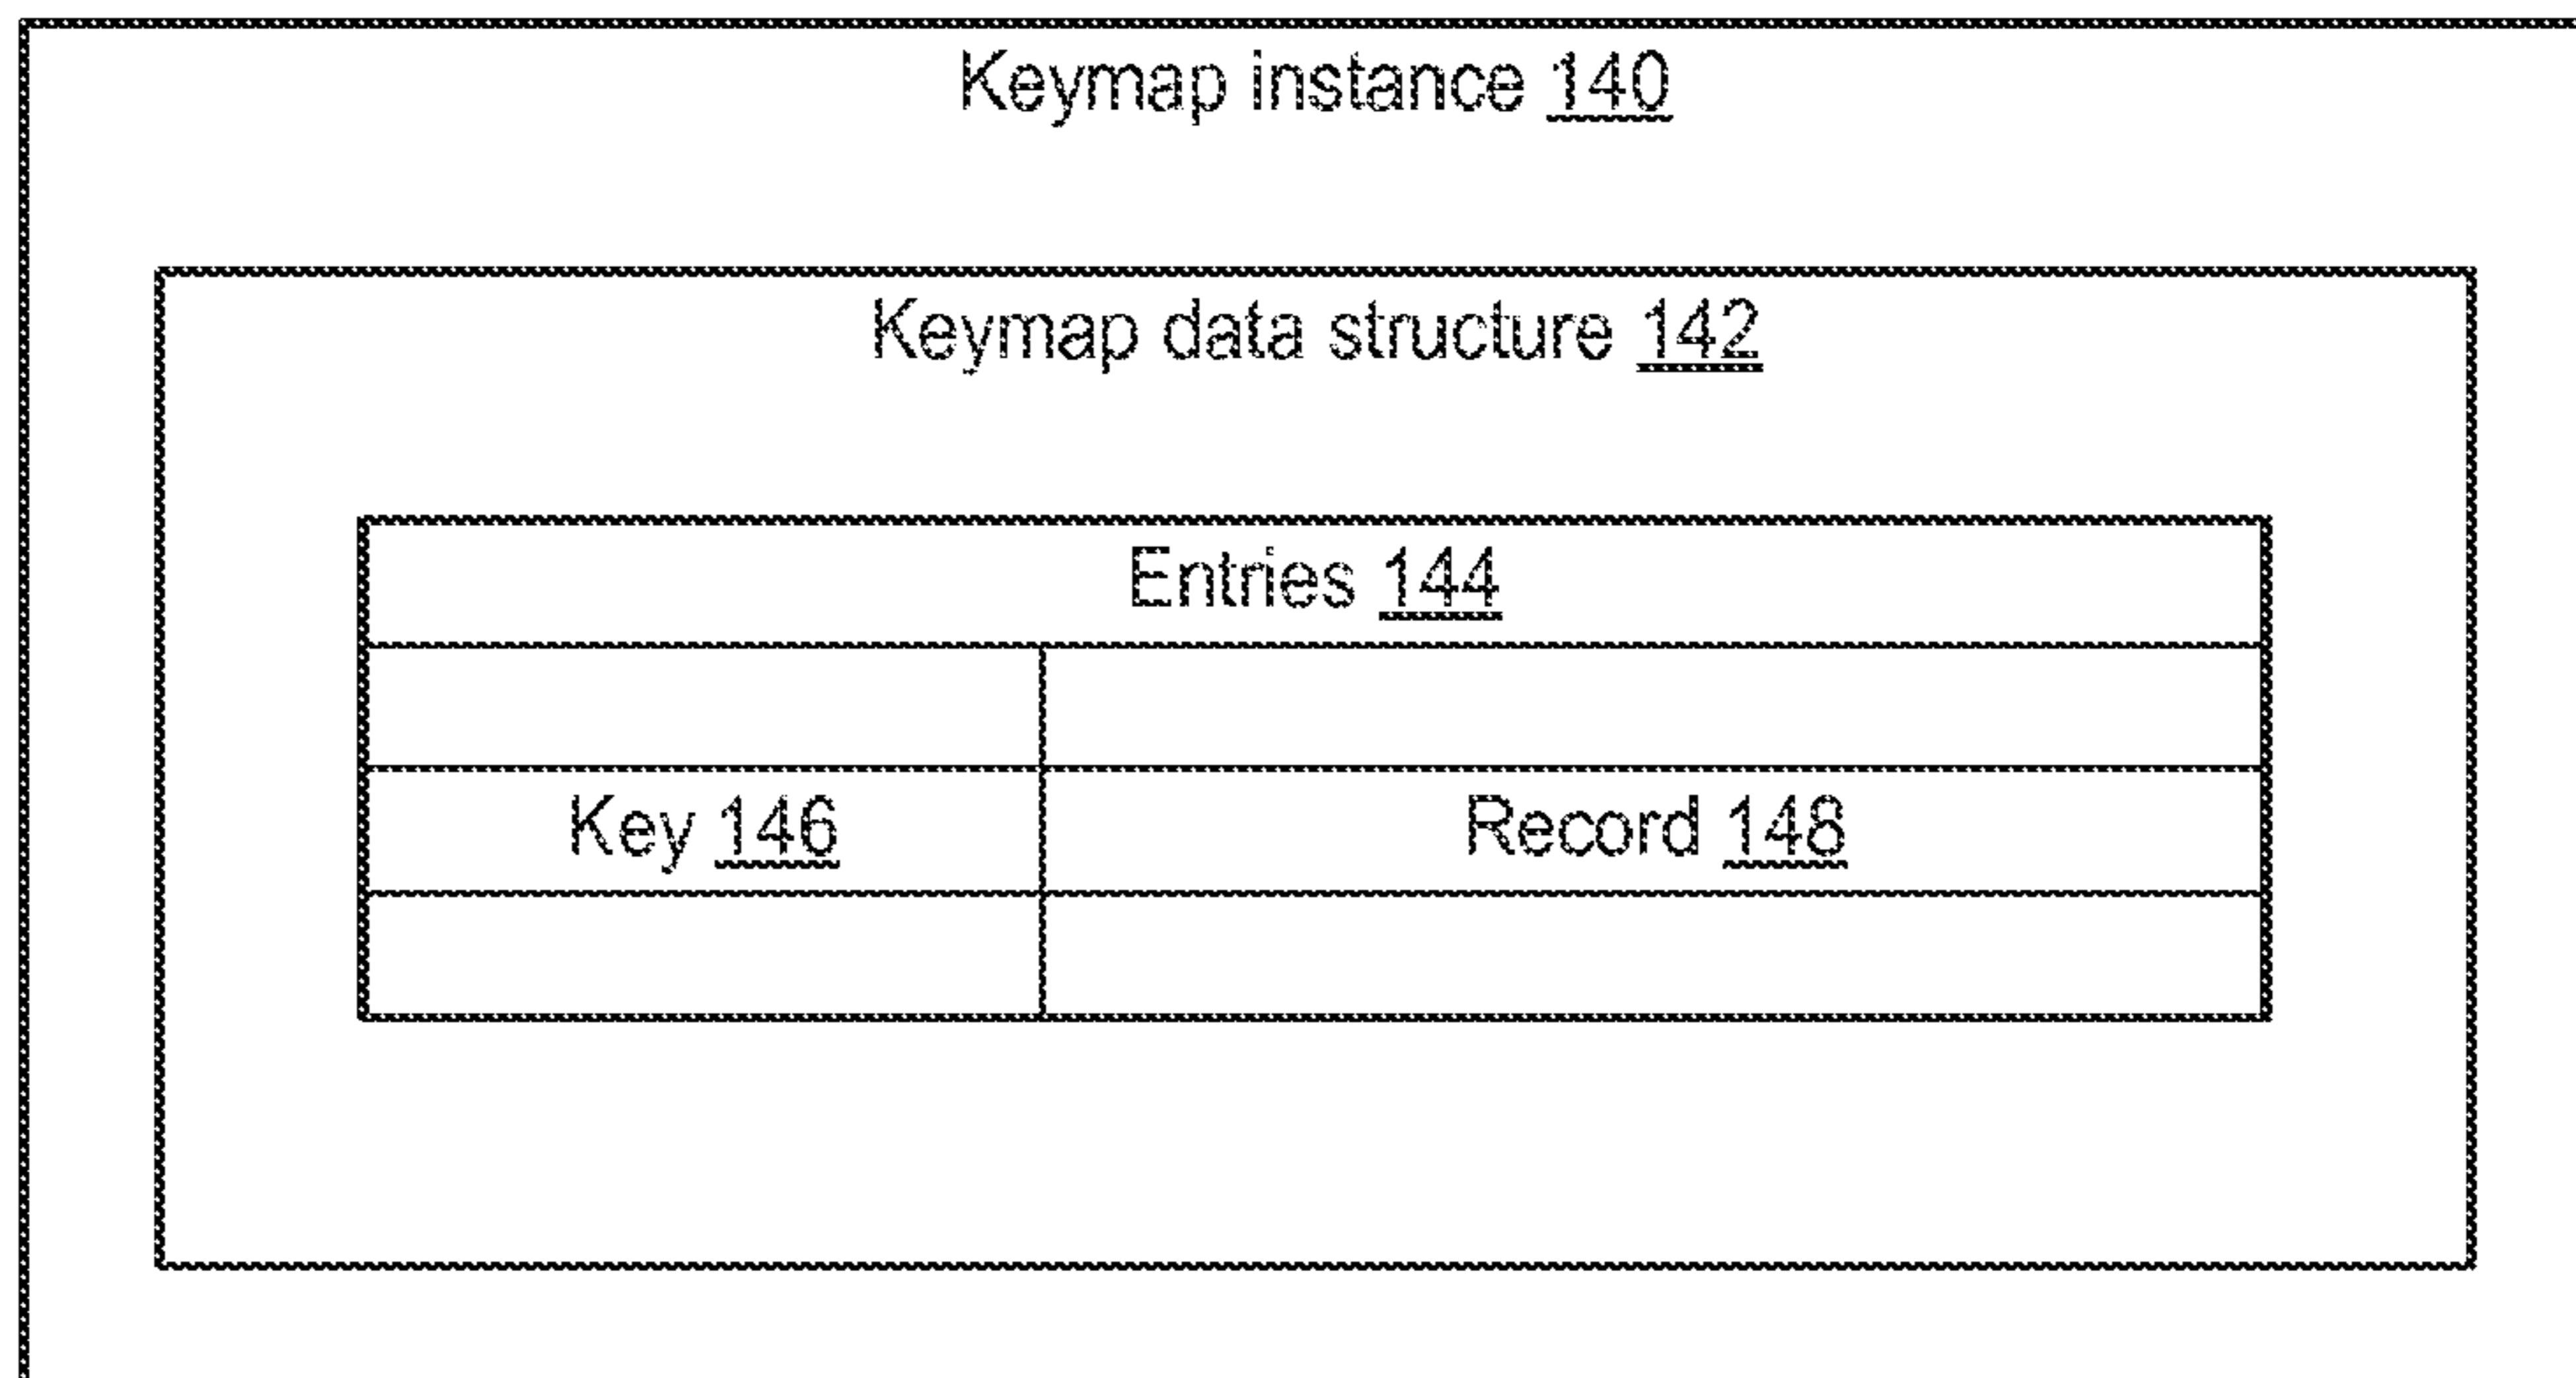 Keymap instance 140
Keymap data structure 142
Entries 144
Key 146
Record 148